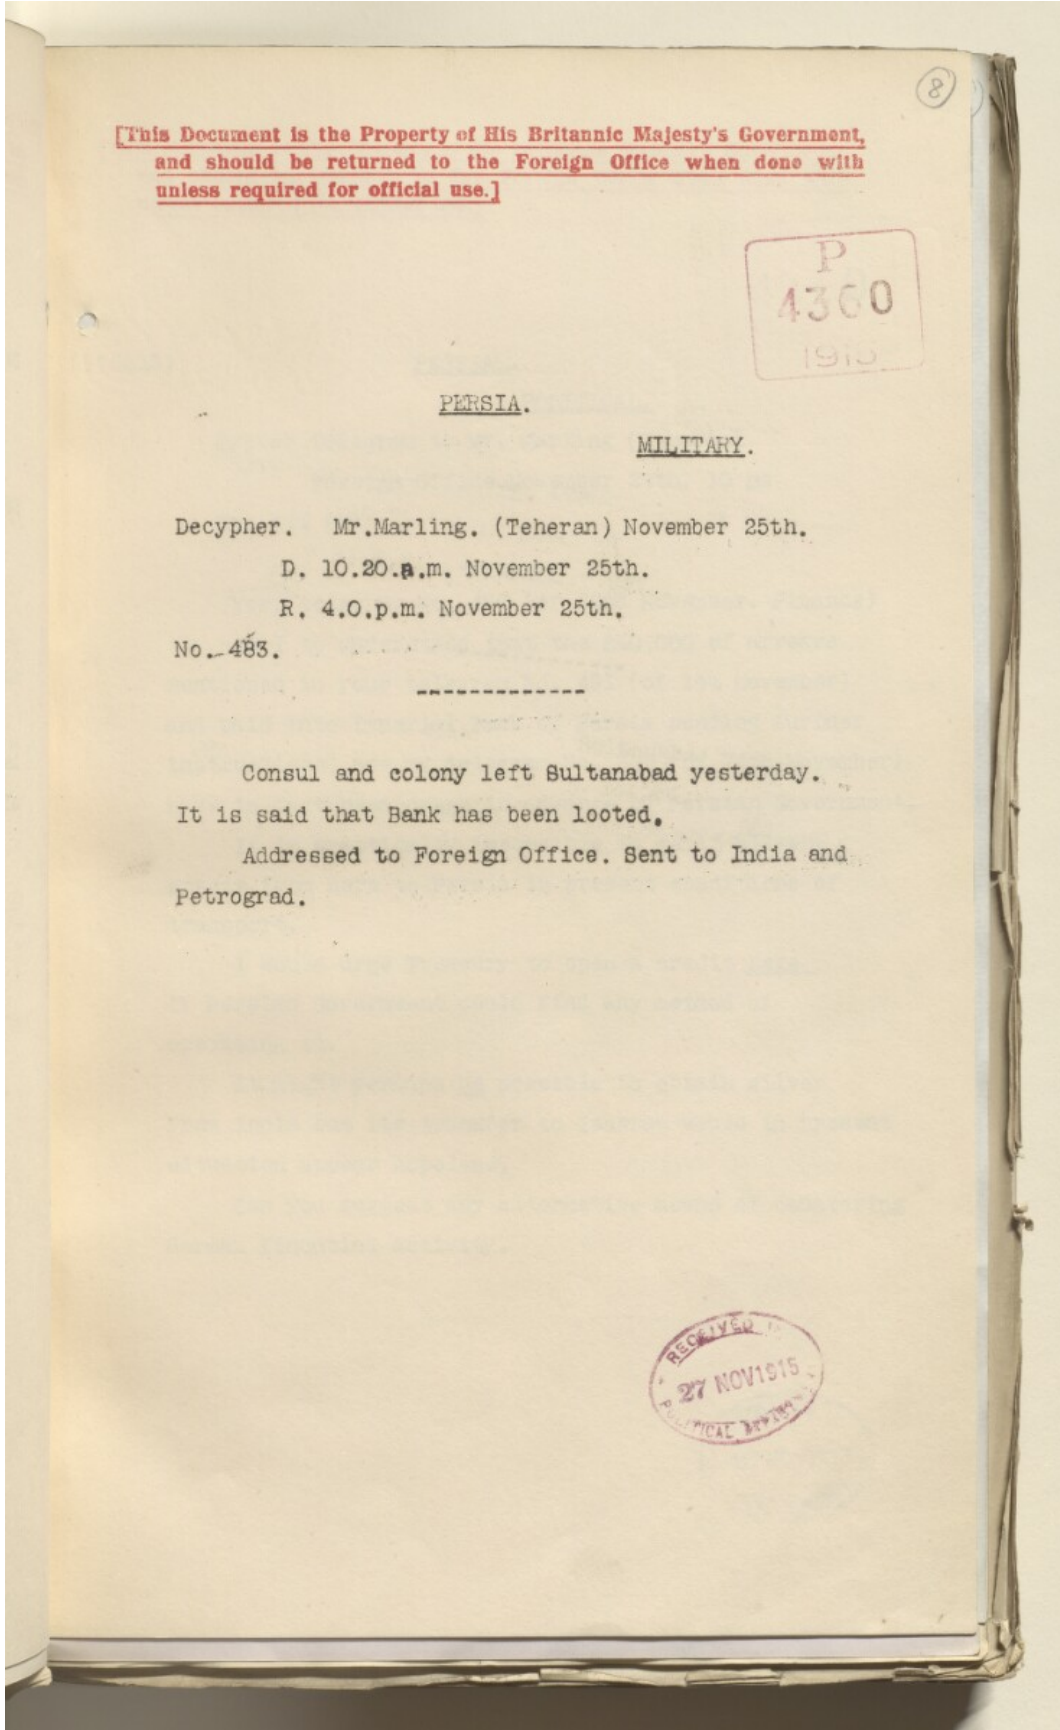 8
[This Document is the Property of His Britannic Majesty's Government,
and should be returned to the Foreign Office when done with
unless required for official use.]
P
4360
1915
PERSIA.
MILITARY.
Decypher. Mr.Marling. (Teheran) November 25th.
D. 10.20.a.m. November 25th.
R. 4.0.p.m. November 25th.
No. 483.
-------------
Consul and colony left Sultanabad yesterday.
It is said that Bank has been looted.
Addressed to Foreign Office. Sent to India and
Petrograd.
RECEIVED
27 NOV1915
POLITICAL